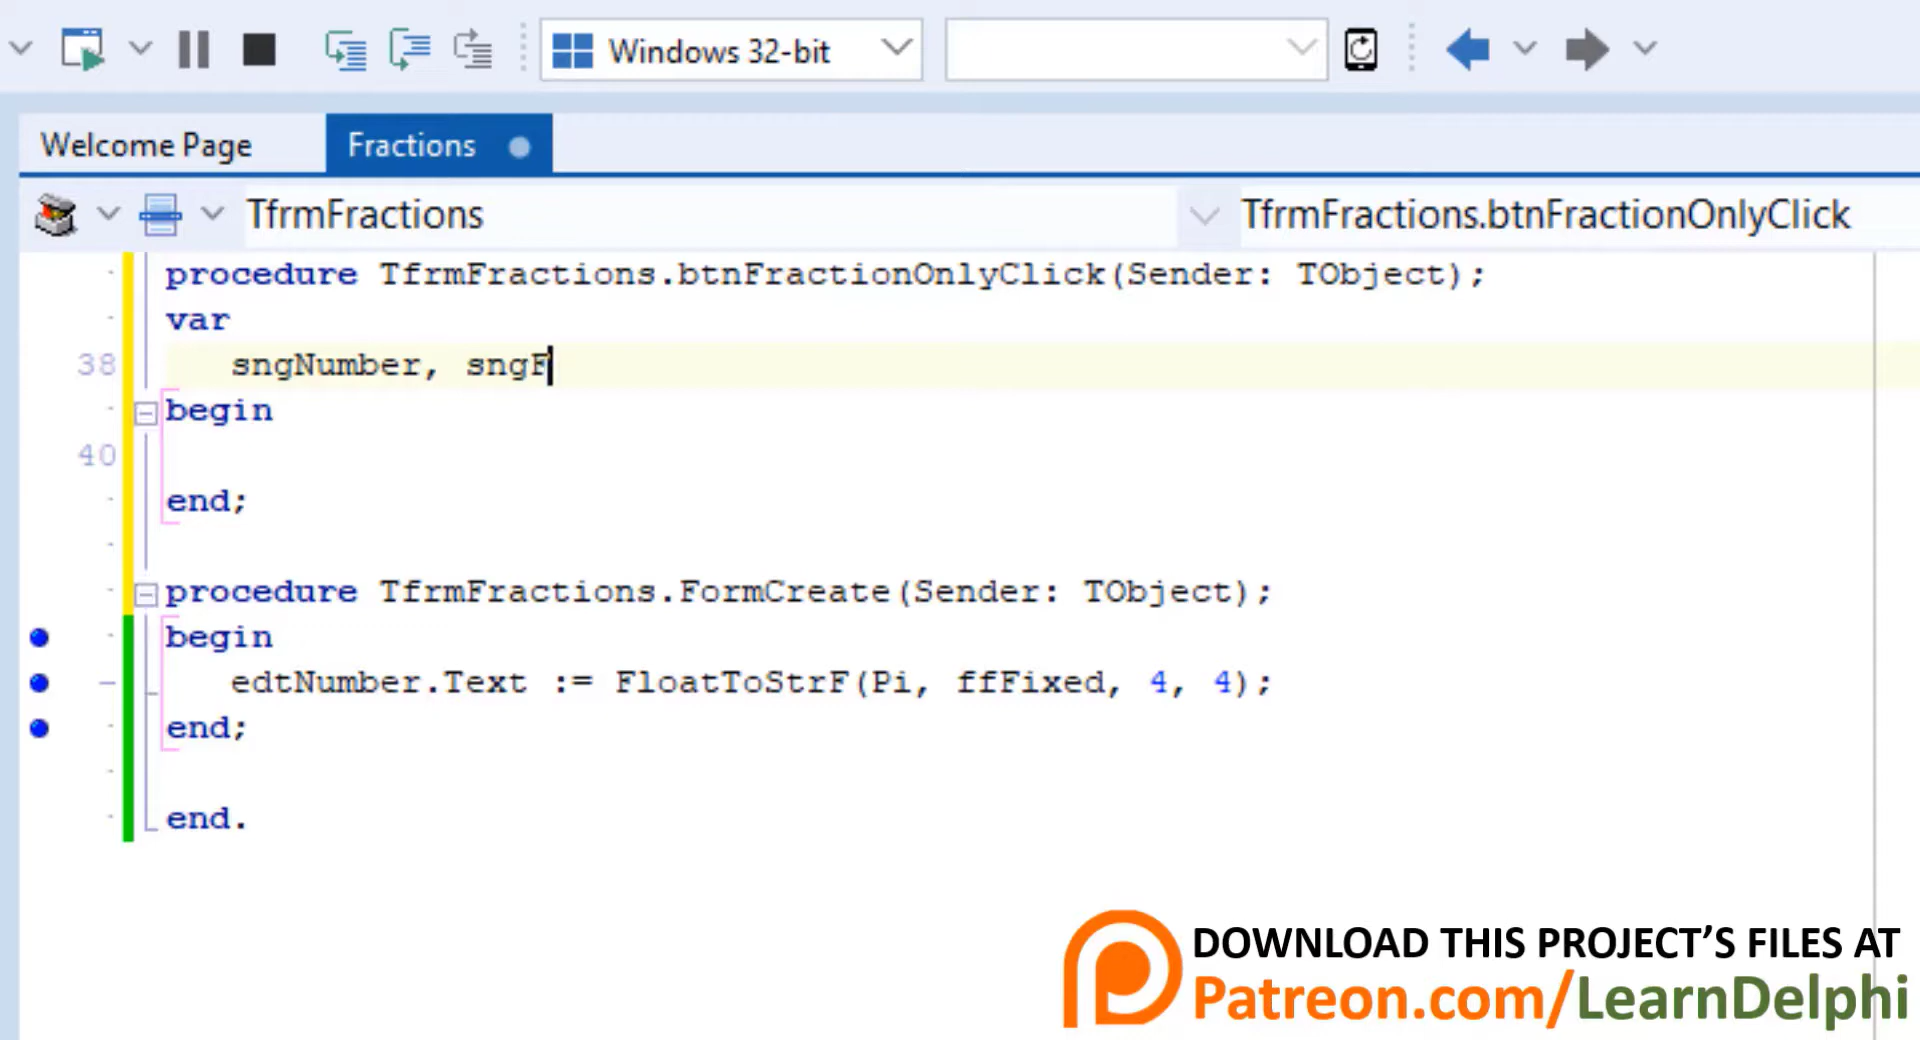 Windows 32-bit
Welcome Page
Fractions
TfrmFractions
TfrmFractions.btnFractionOnlyClick
procedure TfrmFractions.btnFractionOnlyClick(Sender: TObject);
var
38 sngNumber, sngF
begin
40
end;
procedure TfrmFractions.FormCreate(Sender: TObject);
begin
edtNumber.Text := FloatToStrF(Pi, ffFixed, 4, 4);
end;
end.
DOWNLOAD THIS PROJECT'S FILES AT
Patreon.com/LearnDelphi